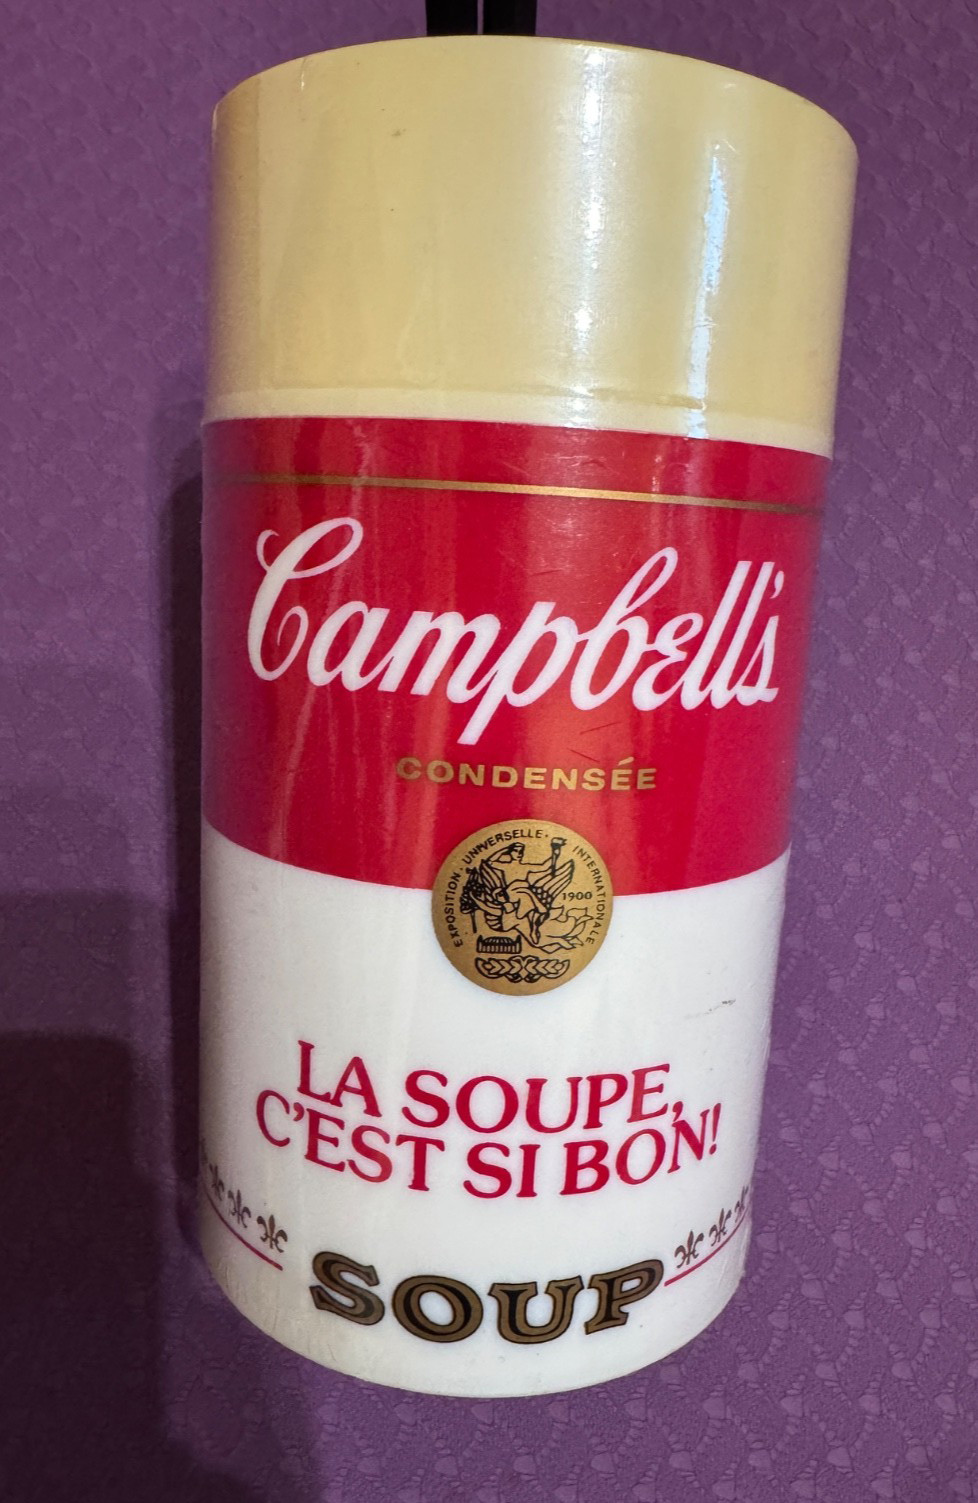 Campbell's
CONDENSÉE
EXPOSITION · UNIVERSELLE · INTERNATIONALE
1900
LA SOUPE,
C'EST SI BON!
SOUP